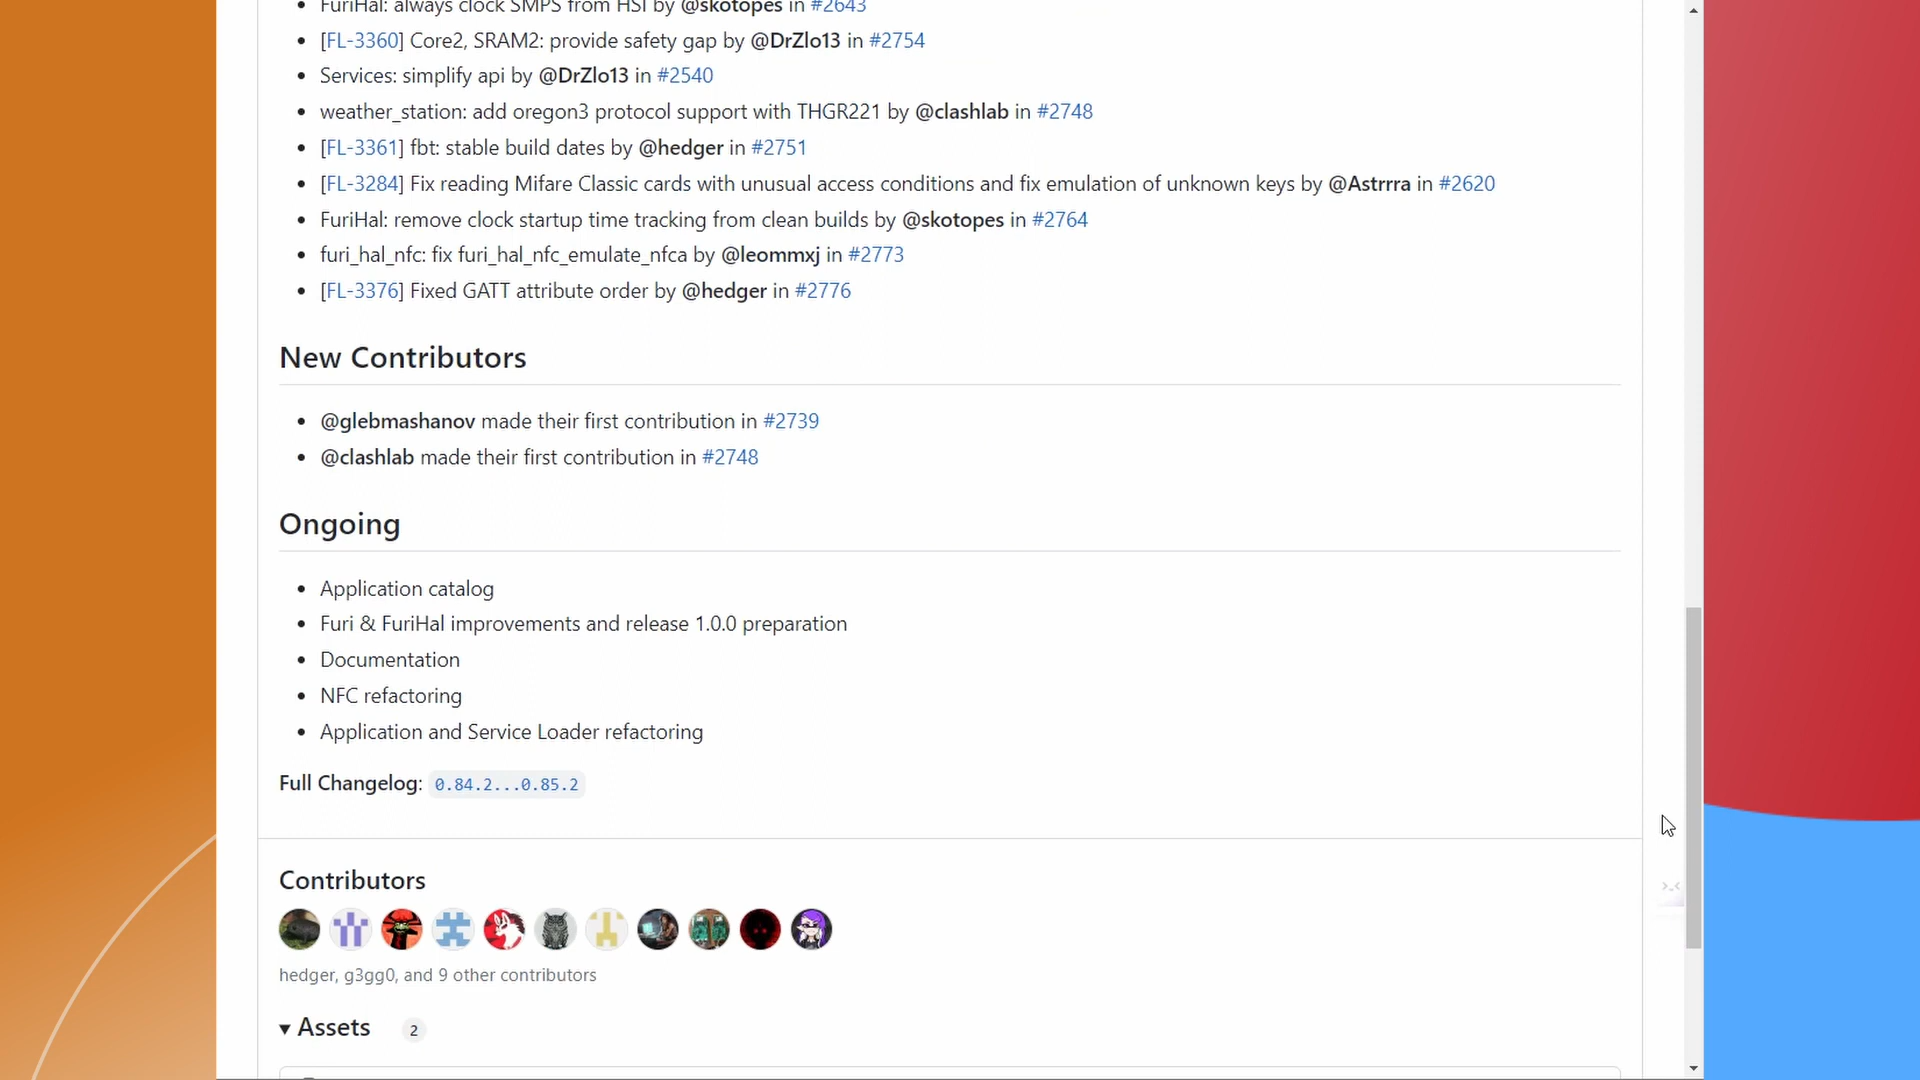 FuriHal: always clock SMPS from HSI by @skotopes in #2643
[FL-3360] Core2, SRAM2: provide safety gap by @DrZlo13 in #2754
Services: simplify api by @DrZlo13 in #2540
weather_station: add oregon3 protocol support with THGR221 by @clashlab in #2748
[FL-3361] fbt: stable build dates by @hedger in #2751
[FL-3284] Fix reading Mifare Classic cards with unusual access conditions and fix emulation of unknown keys by @Astrrra in #2620
FuriHal: remove clock startup time tracking from clean builds by @skotopes in #2764
furi_hal_nfc: fix furi_hal_nfc_emulate_nfca by @leommxj in #2773
[FL-3376] Fixed GATT attribute order by @hedger in #2776
New Contributors
@glebmashanov made their first contribution in #2739
@clashlab made their first contribution in #2748
Ongoing
Application catalog
Furi & FuriHal improvements and release 1.0.0 preparation
Documentation
NFC refactoring
Application and Service Loader refactoring
Full Changelog: 0.84.2...0.85.2
Contributors
hedger, g3gg0, and 9 other contributors
Assets 2